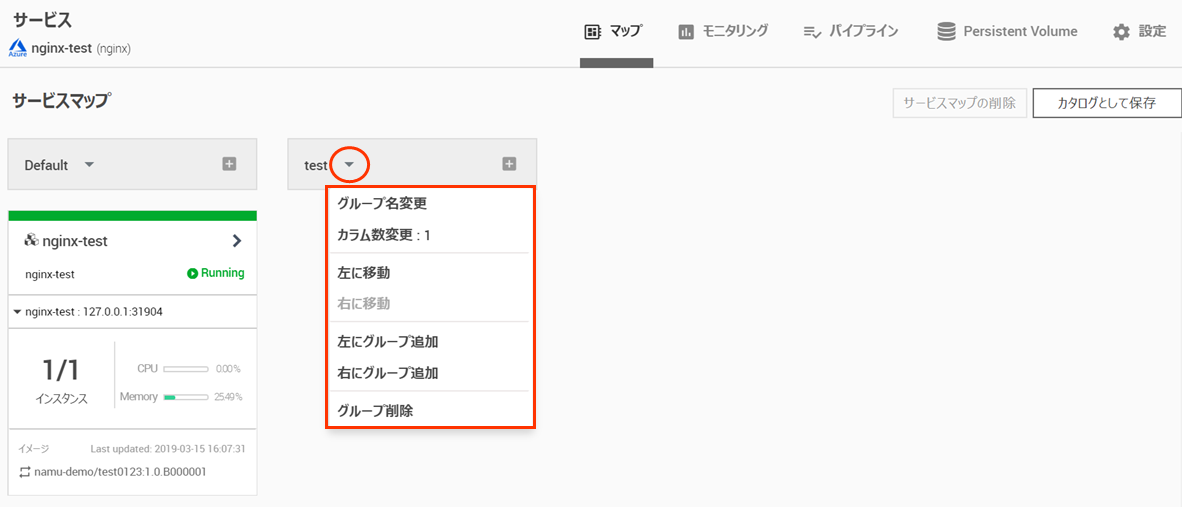 サービス
Azure nginx-test (nginx)
マップ
モニタリング
パイプライン
Persistent Volume
設定
サービスマップ
サービスマップの削除
カタログとして保存
Default
test
グループ名変更
カラム数変更 : 1
左に移動
右に移動
左にグループ追加
右にグループ追加
グループ削除
nginx-test
nginx-test
Running
nginx-test : 127.0.0.1:31904
1/1
インスタンス
CPU 0.00%
Memory 25.49%
イメージ
Last updated: 2019-03-15 16:07:31
namu-demo/test0123:1.0.B000001